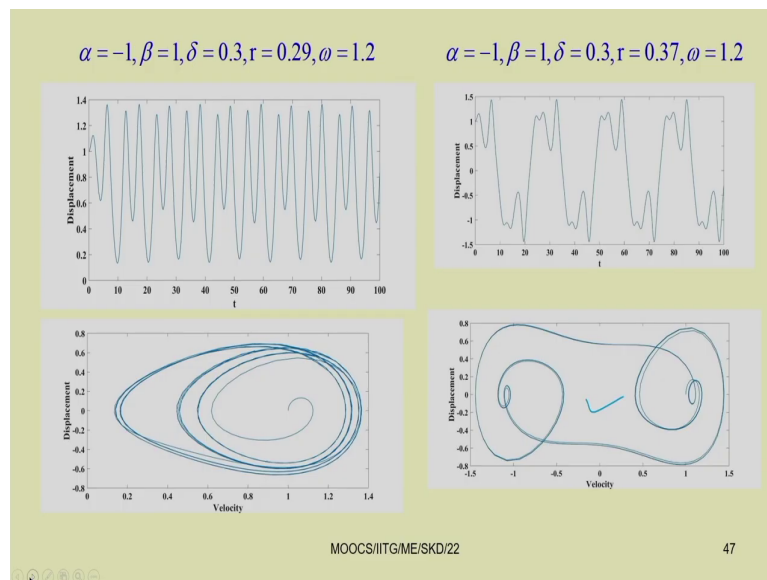 α = −1, β = 1, δ = 0.3, r = 0.29, ω = 1.2
α = −1, β = 1, δ = 0.3, r = 0.37, ω = 1.2
1.4
1.2
1
0.8
0.6
0.4
0.2
0
Displacement
0 10 20 30 40 50 60 70 80 90 100
t
1.5
1
0.5
0
-0.5
-1
-1.5
Displacement
0 10 20 30 40 50 60 70 80 90 100
t
0.8
0.6
0.4
0.2
0
-0.2
-0.4
-0.6
-0.8
Displacement
0 0.2 0.4 0.6 0.8 1 1.2 1.4
Velocity
0.8
0.6
0.4
0.2
0
-0.2
-0.4
-0.6
-0.8
Displacement
-1.5 -1 -0.5 0 0.5 1 1.5
Velocity
MOOCS/IITG/ME/SKD/22
47